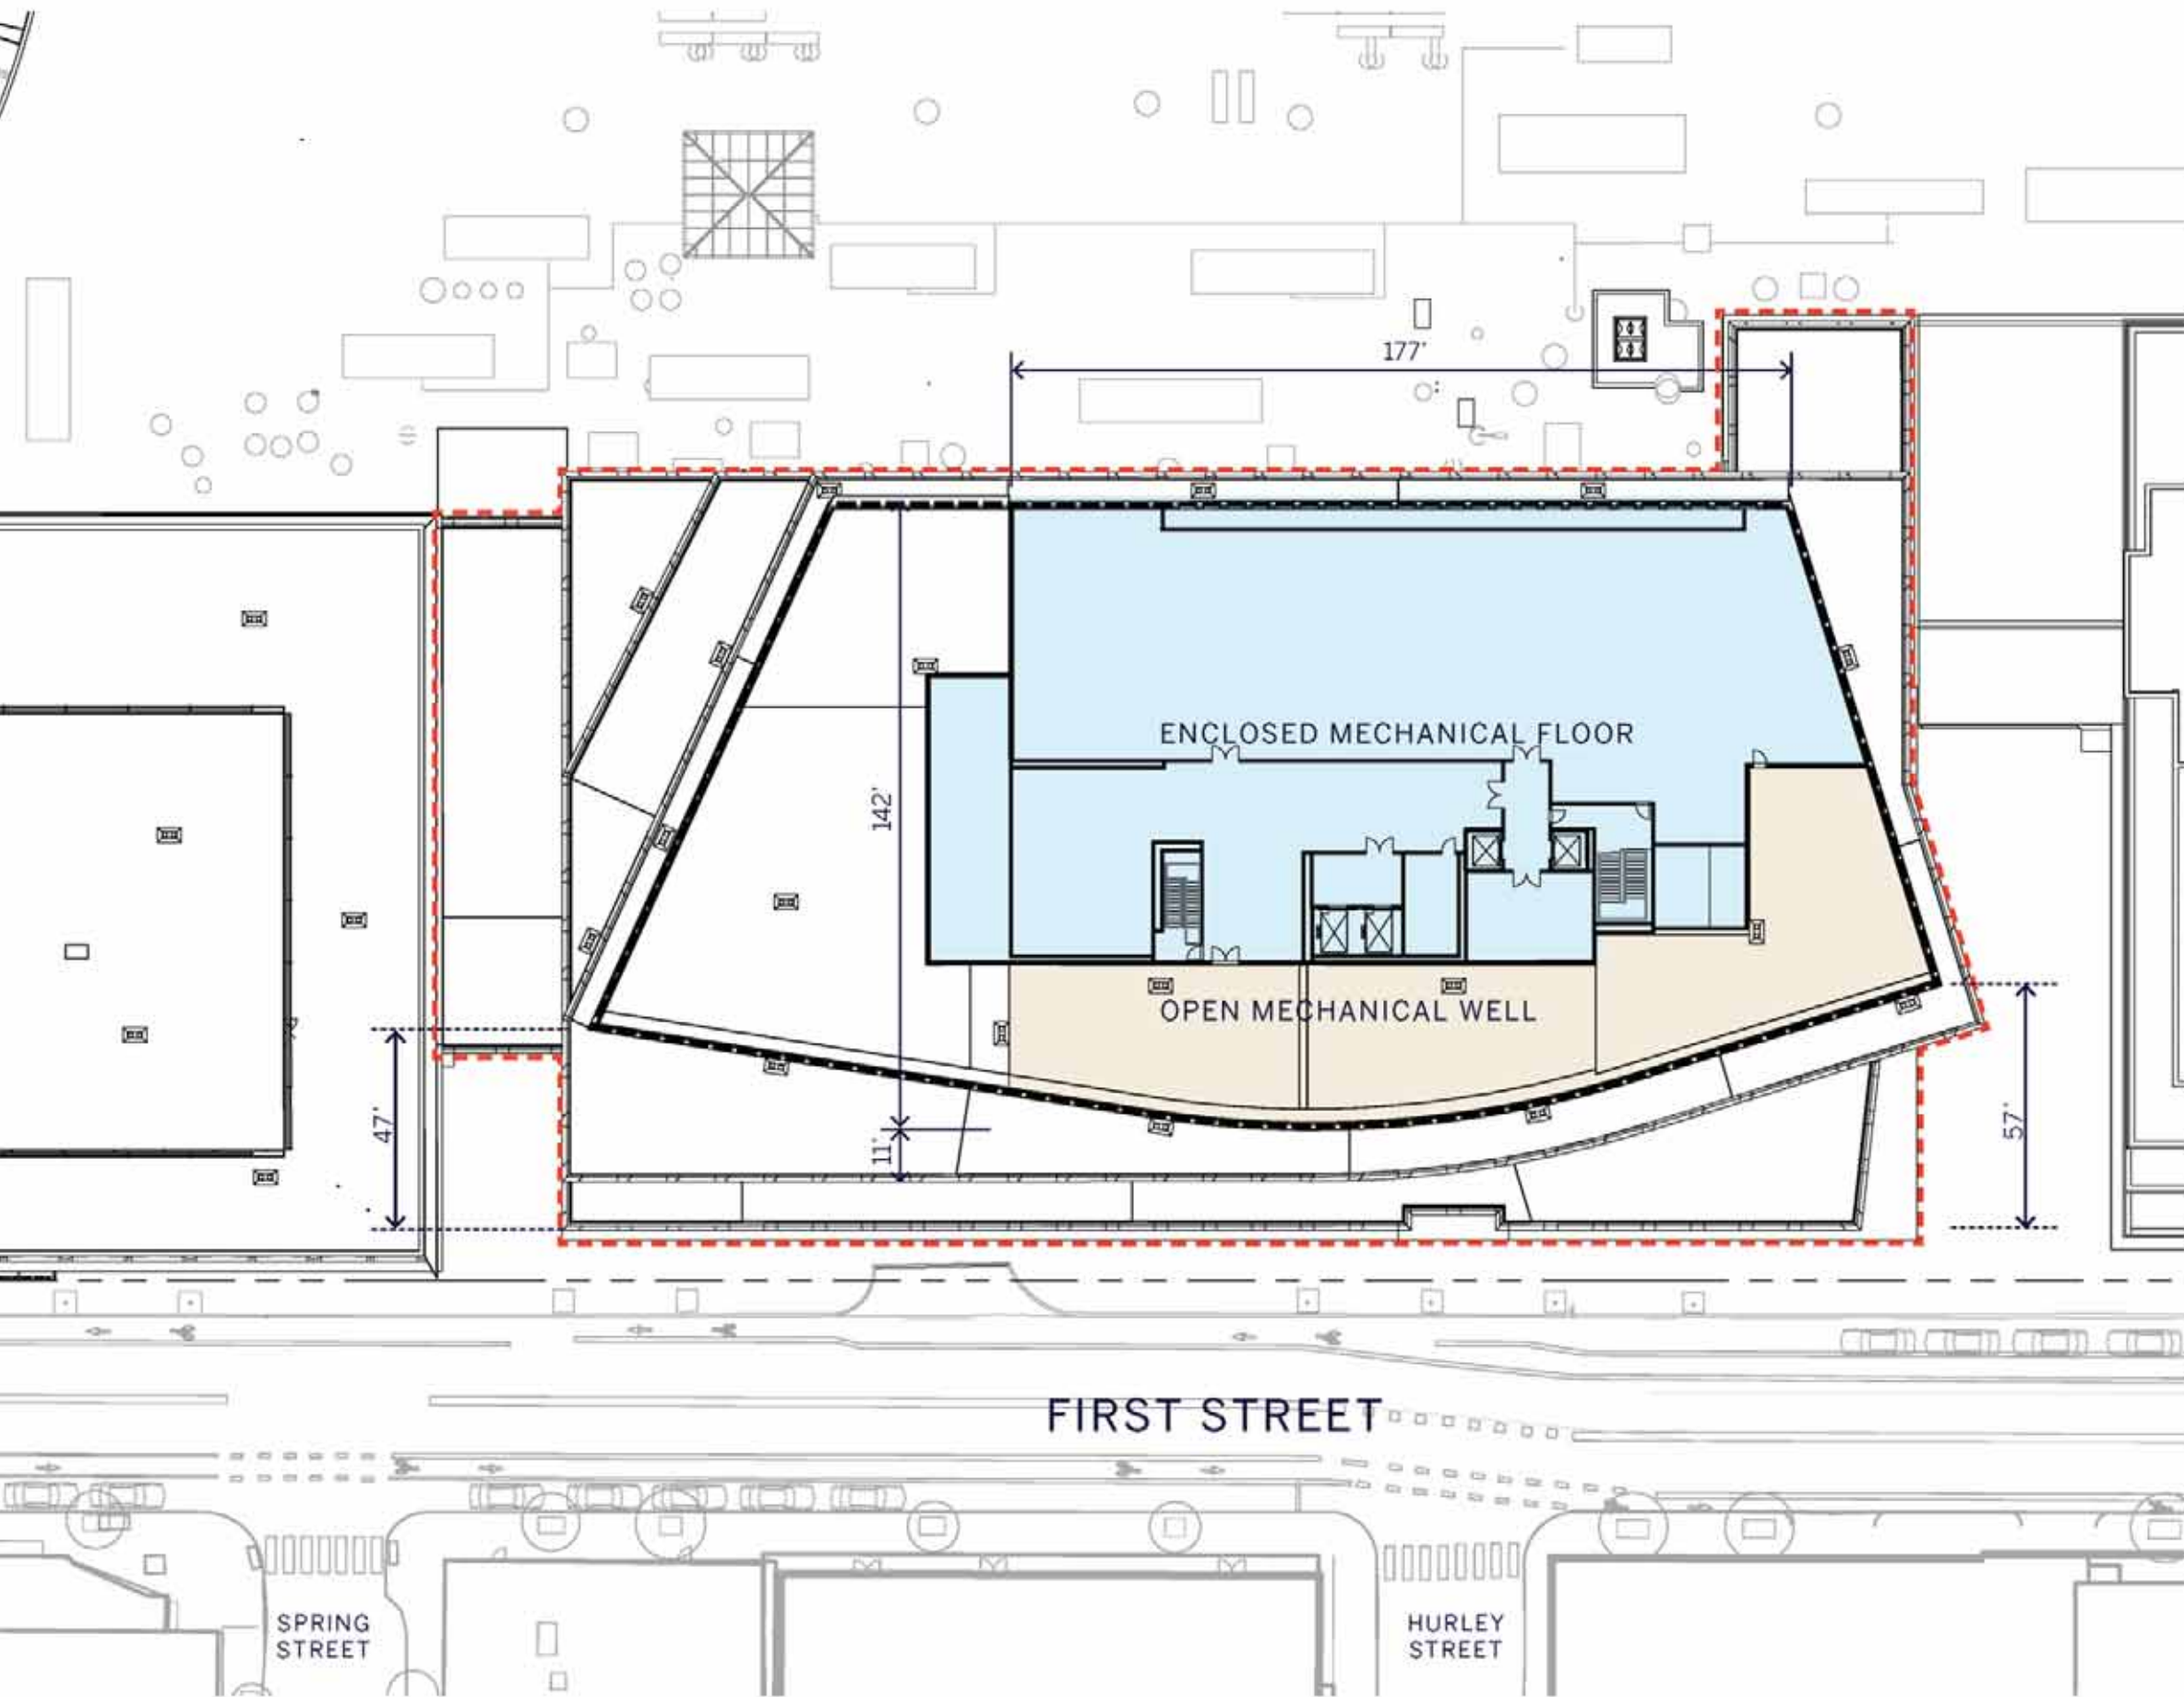 177'
ENCLOSED MECHANICAL FLOOR
142'
OPEN MECHANICAL WELL
47'
11'
57'
FIRST STREET
SPRING
STREET
HURLEY
STREET